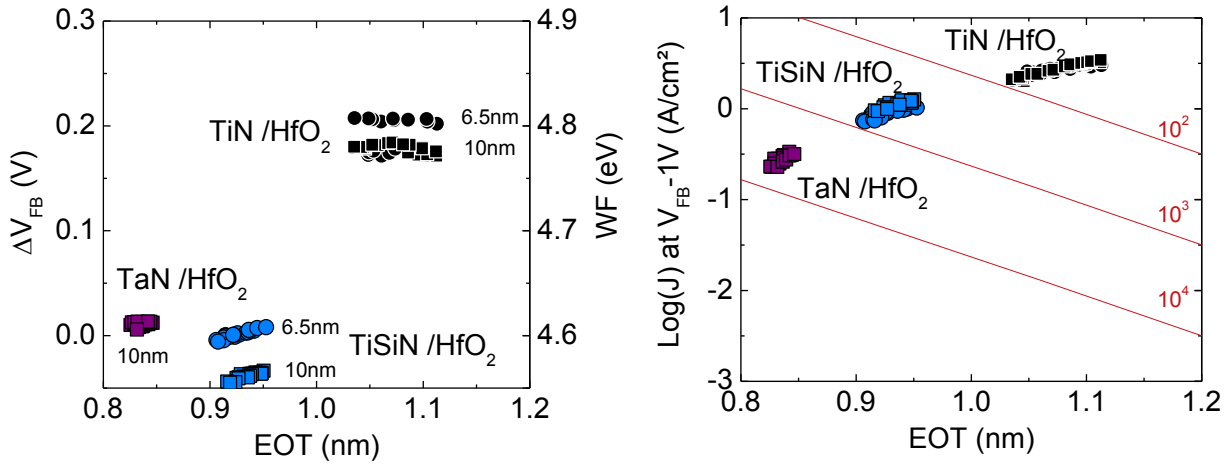 0.3
0.2
0.1
0.0
ΔV_FB (V)
4.9
4.8
4.7
4.6
WF (eV)
TiN /HfO₂
6.5nm
10nm
TaN /HfO₂
10nm
6.5nm
10nm
TiSiN /HfO₂
0.8 0.9 1.0 1.1 1.2
EOT (nm)
1
0
-1
-2
-3
Log(J) at V_FB-1V (A/cm²)
TiN /HfO₂
TiSiN /HfO₂
TaN /HfO₂
10²
10³
10⁴
0.8 0.9 1.0 1.1 1.2
EOT (nm)